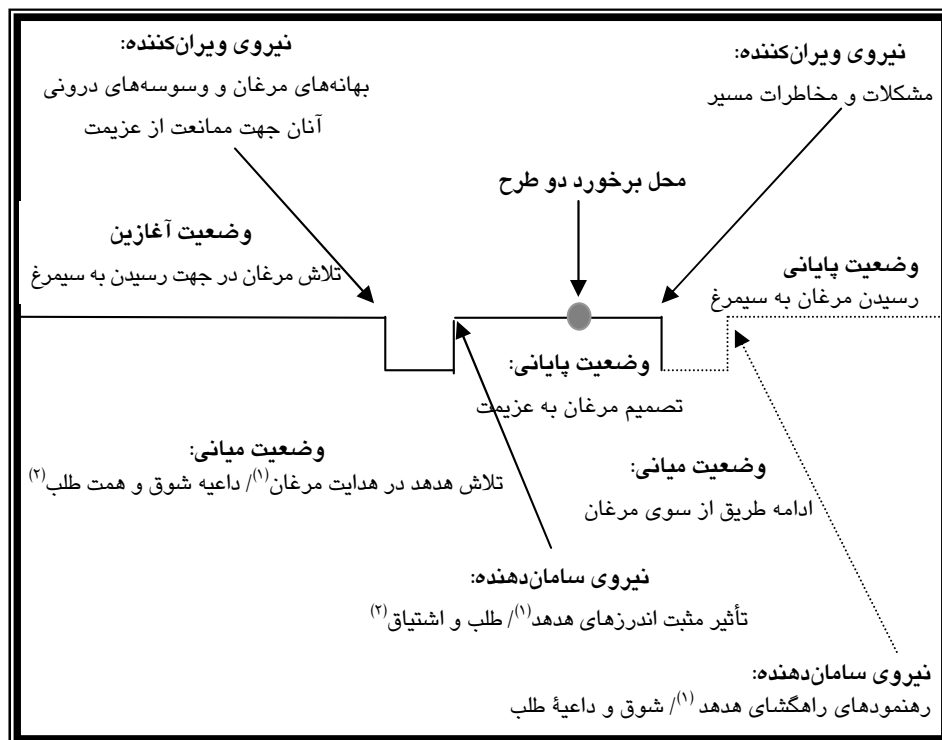 نیروی ویران‌کننده:
بهانه‌های مرغان و وسوسه‌های درونی
آنان جهت ممانعت از عزیمت
نیروی ویران‌کننده:
مشکلات و مخاطرات مسیر
محل برخورد دو طرح
وضعیت آغازین
تلاش مرغان در جهت رسیدن به سیمرغ
وضعیت پایانی
رسیدن مرغان به سیمرغ
وضعیت پایانی:
تصمیم مرغان به عزیمت
وضعیت میانی:
تلاش هدهد در هدایت مرغان(۱)/ داعیه شوق و همت طلب(۲)
وضعیت میانی:
ادامه طریق از سوی مرغان
نیروی سامان‌دهنده:
تأثیر مثبت اندرزهای هدهد(۱)/ طلب و اشتیاق(۲)
نیروی سامان‌دهنده:
رهنمودهای راهگشای هدهد (۱)/ شوق و داعیۀ طلب